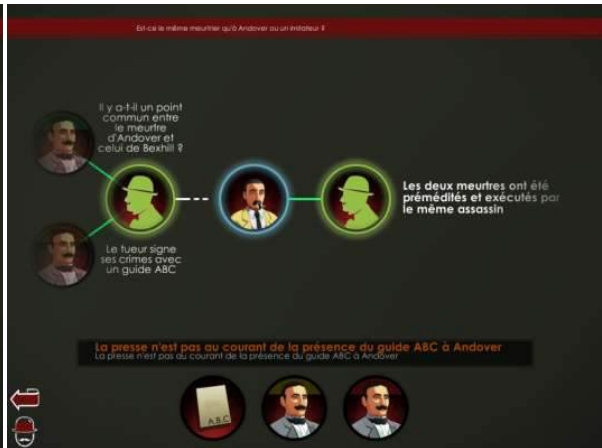 Est-ce le même meurtrier qu'à Andover ou un imitateur ?
Il y a-t-il un point
commun entre
le meurtre
d'Andover et
celui de Bexhill ?
Les deux meurtres ont été
prémédités et exécutés par
le même assassin
Le tueur signe
ses crimes avec
un guide ABC
La presse n'est pas au courant de la présence du guide ABC à Andover
La presse n'est pas au courant de la présence du guide ABC à Andover
A.B.C